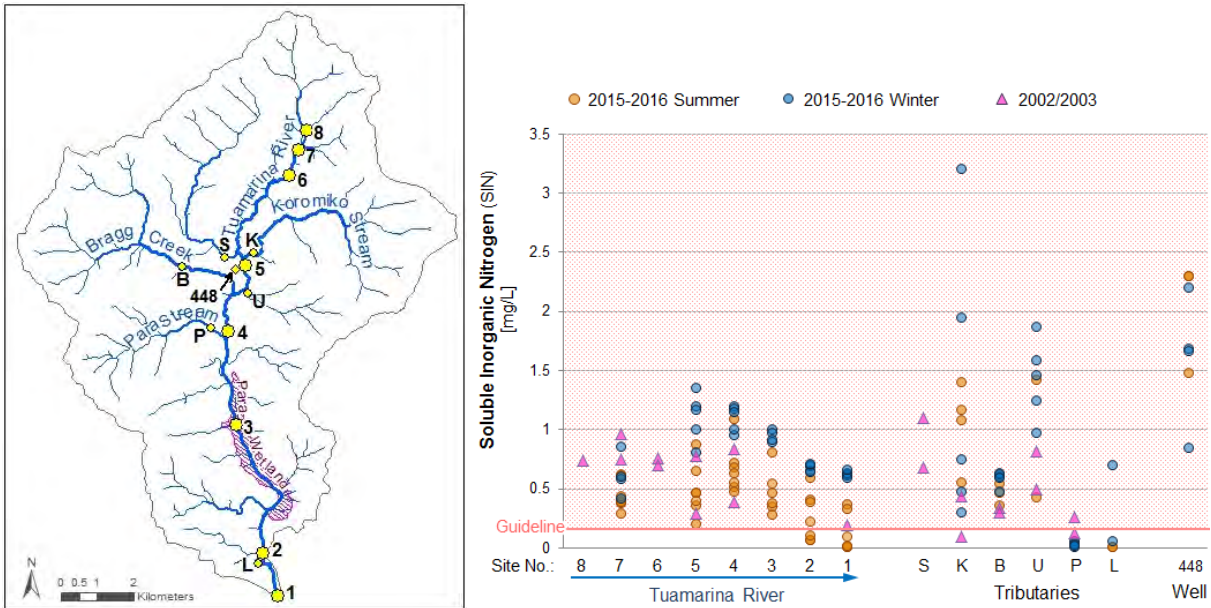 8
7
6
Tuamarina River
Koromiko Stream
K
S
5
Bragg Creek
B
448
U
Para Stream
P
4
Para Wetland
3
2
L
1
N
0 0.5 1 2
Kilometers
2015-2016 Summer
2015-2016 Winter
2002/2003
Soluble Inorganic Nitrogen (SIN)
[mg/L]
3.5
3
2.5
2
1.5
1
0.5
0
Guideline
Site No.: 8 7 6 5 4 3 2 1 S K B U P L 448
Tuamarina River Tributaries Well